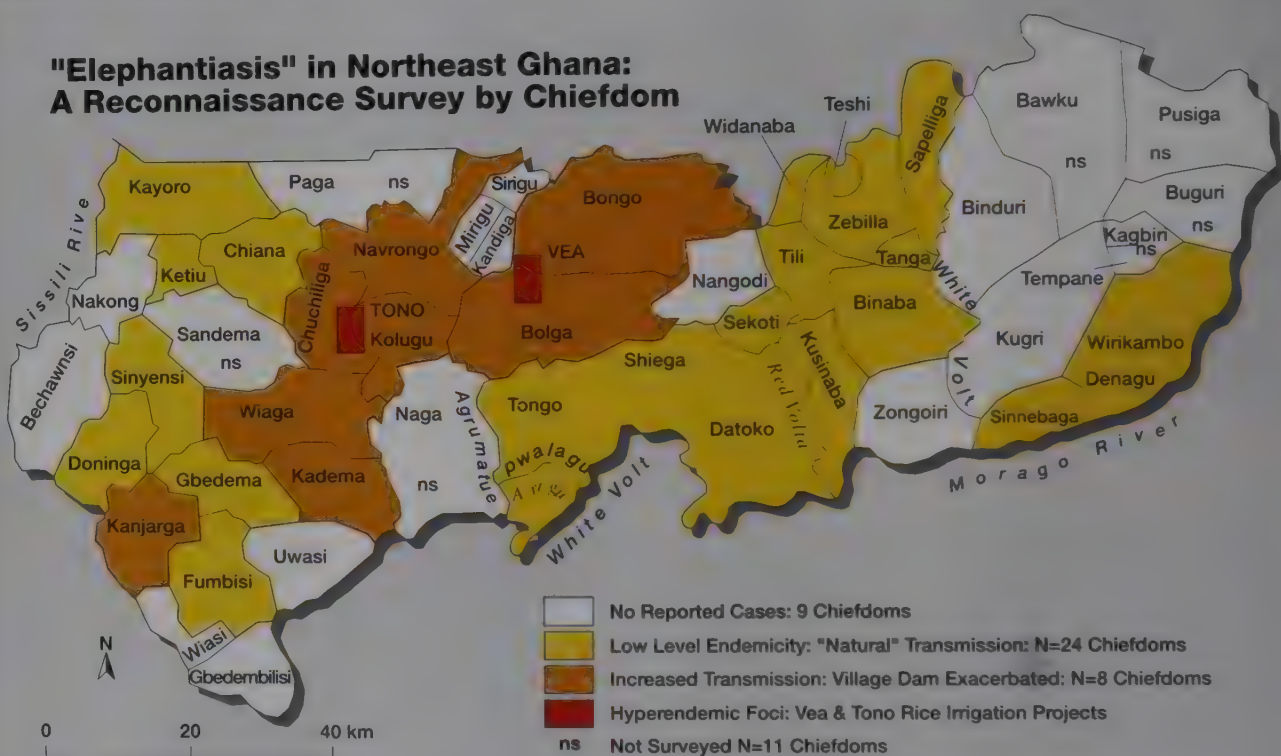 "Elephantiasis" in Northeast Ghana:
A Reconnaissance Survey by Chiefdom
Teshi
Widanaba
Sapelliga
Bawku
ns
Pusiga
ns
Kayoro
Paga ns
Sirigu
Mirigu
Kandiga
Bongo
Zebilla
Binduri
Buguri
ns
Kagbin
ns
Sissili Rive
Chiana
Navrongo
VEA
Tili
Tanga
White
Volt
Tempane
Nakong
Ketiu
Chuchiliga
Nangodi
Binaba
Sandema
ns
TONO
Kolugu
Bolga
Sekoti
Kusinaba
Kugri
Wirikambo
Bechawnsi
Sinyensi
Shiega
Red Volta
Denagu
Wiaga
Naga
ns
Agrumatue
Tongo
Datoko
Zongoiri
Sinnebaga
Doninga
Gbedema
Kadema
pwalagu
White Volt
Morago River
Kanjarga
Uwasi
Fumbisi
Wiasi
Gbedembilisi
N
0 20 40 km
No Reported Cases: 9 Chiefdoms
Low Level Endemicity: "Natural" Transmission: N=24 Chiefdoms
Increased Transmission: Village Dam Exacerbated: N=8 Chiefdoms
Hyperendemic Foci: Vea & Tono Rice Irrigation Projects
ns Not Surveyed N=11 Chiefdoms